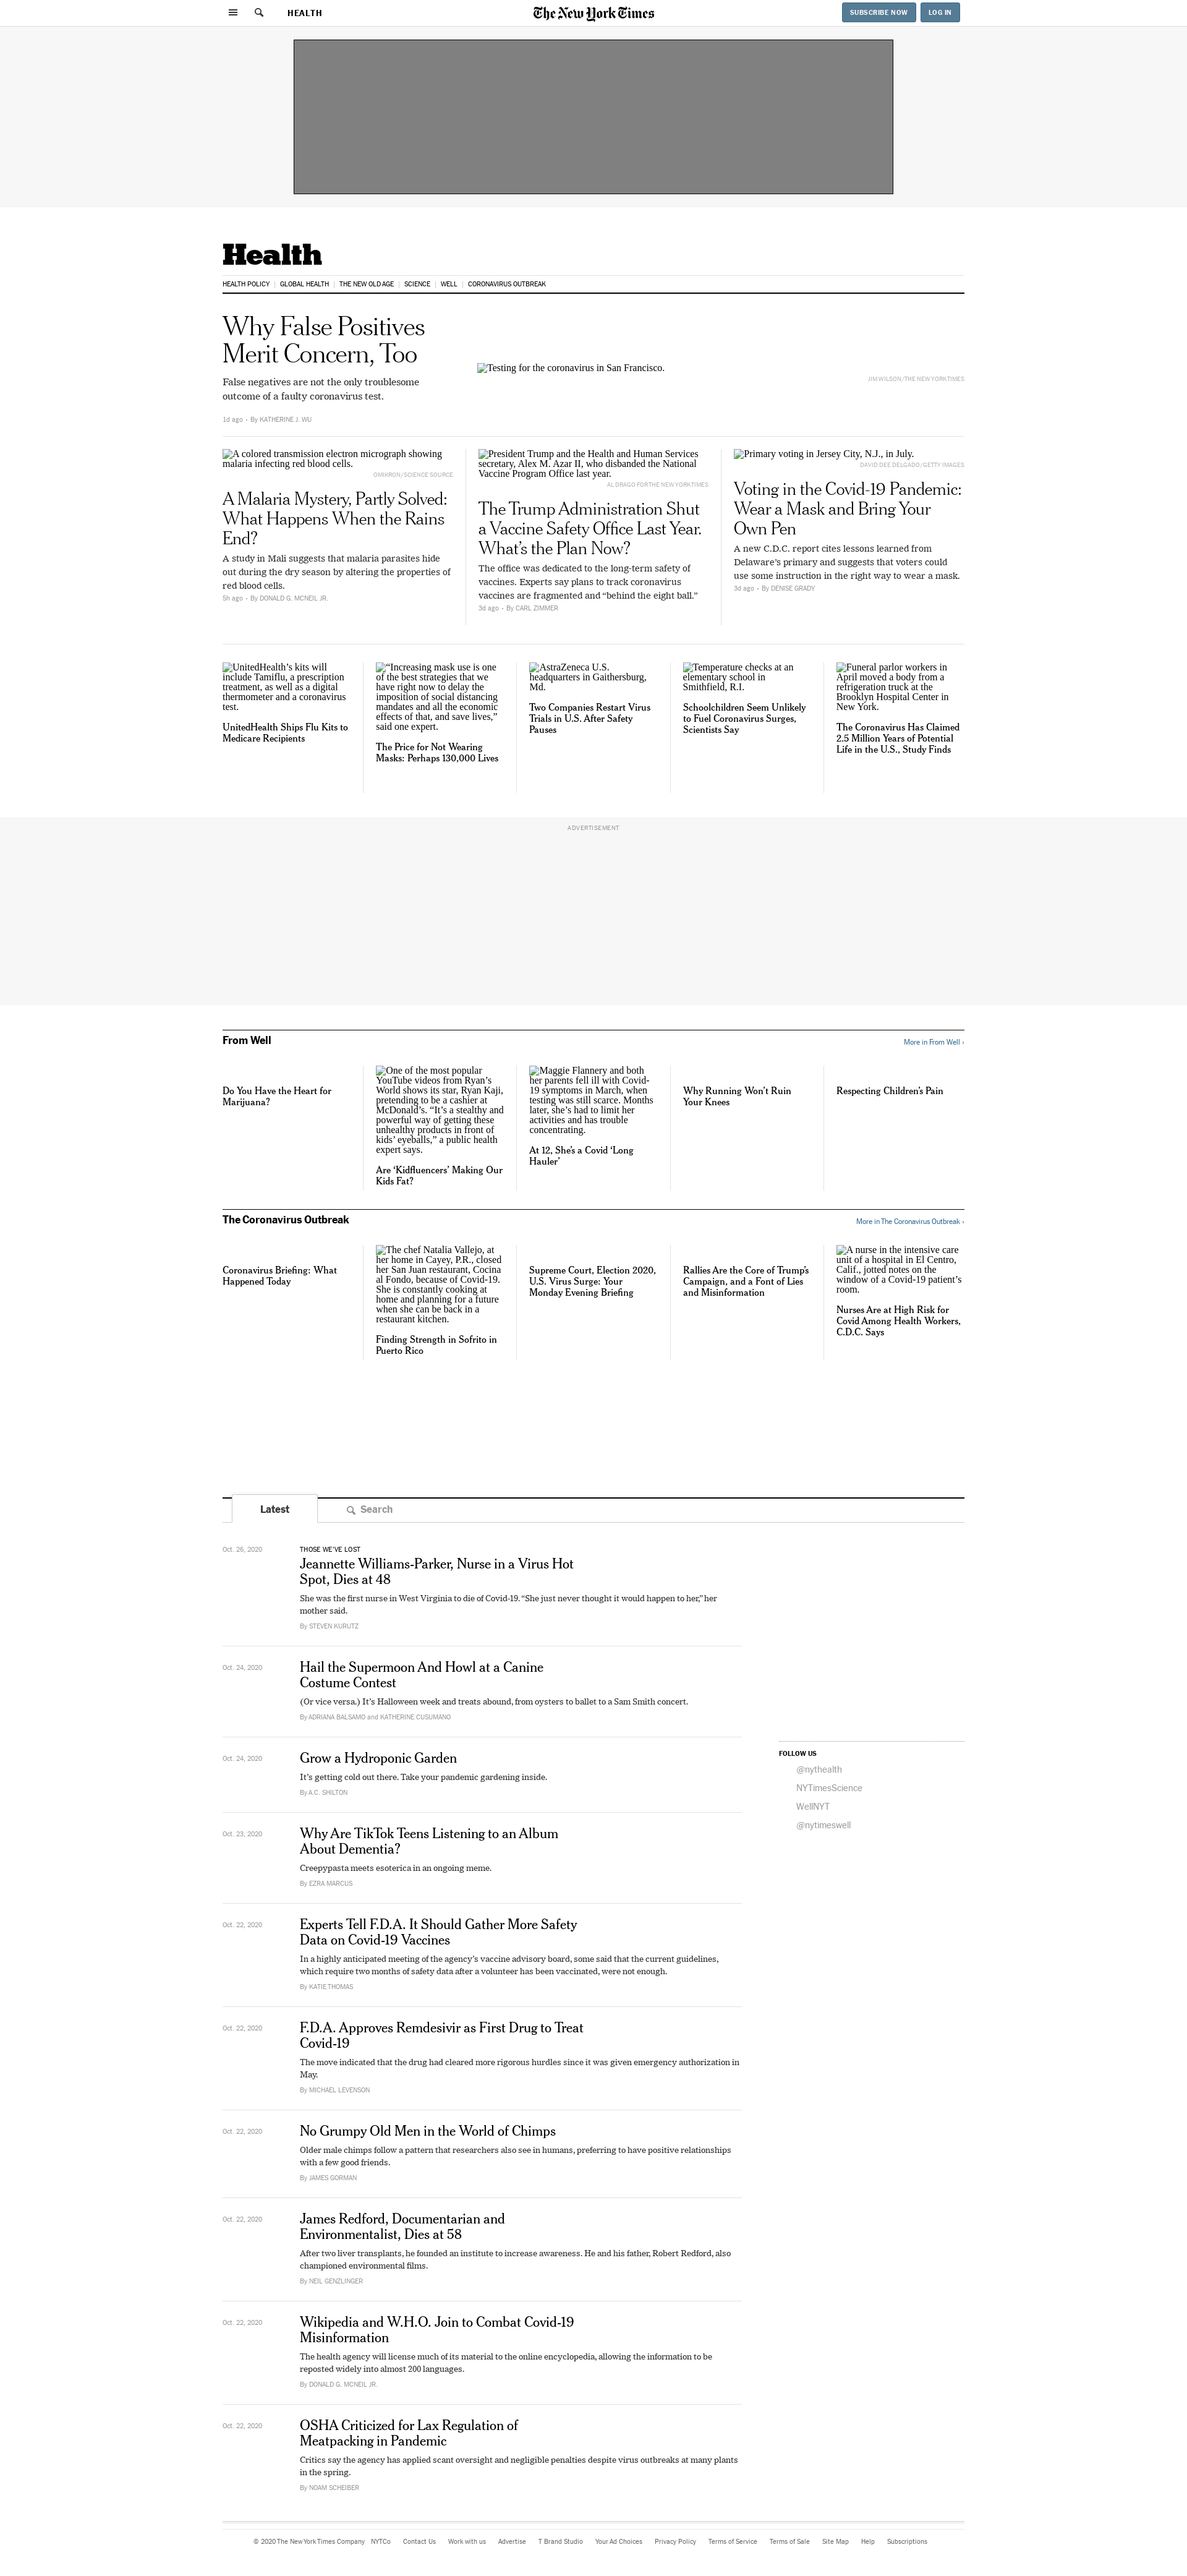 HEALTH
The New York Times
SUBSCRIBE NOW
LOG IN
Health
HEALTH POLICY
GLOBAL HEALTH
THE NEW OLD AGE
SCIENCE
WELL
CORONAVIRUS OUTBREAK
Why False Positives
Merit Concern, Too
False negatives are not the only troublesome
outcome of a faulty coronavirus test.
1d ago • By KATHERINE J. WU
Testing for the coronavirus in San Francisco.
JIM WILSON/THE NEW YORK TIMES
A colored transmission electron micrograph showing
malaria infecting red blood cells.
OMIKRON/SCIENCE SOURCE
A Malaria Mystery, Partly Solved:
What Happens When the Rains
End?
A study in Mali suggests that malaria parasites hide
out during the dry season by altering the properties of
red blood cells.
5h ago • By DONALD G. MCNEIL JR.
President Trump and the Health and Human Services
secretary, Alex M. Azar II, who disbanded the National
Vaccine Program Office last year.
AL DRAGO FOR THE NEW YORK TIMES
The Trump Administration Shut
a Vaccine Safety Office Last Year.
What’s the Plan Now?
The office was dedicated to the long-term safety of
vaccines. Experts say plans to track coronavirus
vaccines are fragmented and “behind the eight ball.”
3d ago • By CARL ZIMMER
Primary voting in Jersey City, N.J., in July.
DAVID DEE DELGADO/GETTY IMAGES
Voting in the Covid-19 Pandemic:
Wear a Mask and Bring Your
Own Pen
A new C.D.C. report cites lessons learned from
Delaware’s primary and suggests that voters could
use some instruction in the right way to wear a mask.
3d ago • By DENISE GRADY
UnitedHealth’s kits will
include Tamiflu, a prescription
treatment, as well as a digital
thermometer and a coronavirus
test.
UnitedHealth Ships Flu Kits to
Medicare Recipients
“Increasing mask use is one
of the best strategies that we
have right now to delay the
imposition of social distancing
mandates and all the economic
effects of that, and save lives,”
said one expert.
The Price for Not Wearing
Masks: Perhaps 130,000 Lives
AstraZeneca U.S.
headquarters in Gaithersburg,
Md.
Two Companies Restart Virus
Trials in U.S. After Safety
Pauses
Temperature checks at an
elementary school in
Smithfield, R.I.
Schoolchildren Seem Unlikely
to Fuel Coronavirus Surges,
Scientists Say
Funeral parlor workers in
April moved a body from a
refrigeration truck at the
Brooklyn Hospital Center in
New York.
The Coronavirus Has Claimed
2.5 Million Years of Potential
Life in the U.S., Study Finds
ADVERTISEMENT
From Well
More in From Well ›
Do You Have the Heart for
Marijuana?
One of the most popular
YouTube videos from Ryan’s
World shows its star, Ryan Kaji,
pretending to be a cashier at
McDonald’s. “It’s a stealthy and
powerful way of getting these
unhealthy products in front of
kids’ eyeballs,” a public health
expert says.
Are ‘Kidfluencers’ Making Our
Kids Fat?
Maggie Flannery and both
her parents fell ill with Covid-
19 symptoms in March, when
testing was still scarce. Months
later, she’s had to limit her
activities and has trouble
concentrating.
At 12, She’s a Covid ‘Long
Hauler’
Why Running Won’t Ruin
Your Knees
Respecting Children’s Pain
The Coronavirus Outbreak
More in The Coronavirus Outbreak ›
Coronavirus Briefing: What
Happened Today
The chef Natalia Vallejo, at
her home in Cayey, P.R., closed
her San Juan restaurant, Cocina
al Fondo, because of Covid-19.
She is constantly cooking at
home and planning for a future
when she can be back in a
restaurant kitchen.
Finding Strength in Sofrito in
Puerto Rico
Supreme Court, Election 2020,
U.S. Virus Surge: Your
Monday Evening Briefing
Rallies Are the Core of Trump’s
Campaign, and a Font of Lies
and Misinformation
A nurse in the intensive care
unit of a hospital in El Centro,
Calif., jotted notes on the
window of a Covid-19 patient’s
room.
Nurses Are at High Risk for
Covid Among Health Workers,
C.D.C. Says
Latest
Search
Oct. 26, 2020
THOSE WE’VE LOST
Jeannette Williams-Parker, Nurse in a Virus Hot
Spot, Dies at 48
She was the first nurse in West Virginia to die of Covid-19. “She just never thought it would happen to her,” her
mother said.
By STEVEN KURUTZ
Oct. 24, 2020
Hail the Supermoon And Howl at a Canine
Costume Contest
(Or vice versa.) It’s Halloween week and treats abound, from oysters to ballet to a Sam Smith concert.
By ADRIANA BALSAMO and KATHERINE CUSUMANO
Oct. 24, 2020
Grow a Hydroponic Garden
It’s getting cold out there. Take your pandemic gardening inside.
By A.C. SHILTON
FOLLOW US
@nythealth
NYTimesScience
WellNYT
@nytimeswell
Oct. 23, 2020
Why Are TikTok Teens Listening to an Album
About Dementia?
Creepypasta meets esoterica in an ongoing meme.
By EZRA MARCUS
Oct. 22, 2020
Experts Tell F.D.A. It Should Gather More Safety
Data on Covid-19 Vaccines
In a highly anticipated meeting of the agency’s vaccine advisory board, some said that the current guidelines,
which require two months of safety data after a volunteer has been vaccinated, were not enough.
By KATIE THOMAS
Oct. 22, 2020
F.D.A. Approves Remdesivir as First Drug to Treat
Covid-19
The move indicated that the drug had cleared more rigorous hurdles since it was given emergency authorization in
May.
By MICHAEL LEVENSON
Oct. 22, 2020
No Grumpy Old Men in the World of Chimps
Older male chimps follow a pattern that researchers also see in humans, preferring to have positive relationships
with a few good friends.
By JAMES GORMAN
Oct. 22, 2020
James Redford, Documentarian and
Environmentalist, Dies at 58
After two liver transplants, he founded an institute to increase awareness. He and his father, Robert Redford, also
championed environmental films.
By NEIL GENZLINGER
Oct. 22, 2020
Wikipedia and W.H.O. Join to Combat Covid-19
Misinformation
The health agency will license much of its material to the online encyclopedia, allowing the information to be
reposted widely into almost 200 languages.
By DONALD G. MCNEIL JR.
Oct. 22, 2020
OSHA Criticized for Lax Regulation of
Meatpacking in Pandemic
Critics say the agency has applied scant oversight and negligible penalties despite virus outbreaks at many plants
in the spring.
By NOAM SCHEIBER
© 2020 The New York Times Company
NYTCo
Contact Us
Work with us
Advertise
T Brand Studio
Your Ad Choices
Privacy Policy
Terms of Service
Terms of Sale
Site Map
Help
Subscriptions